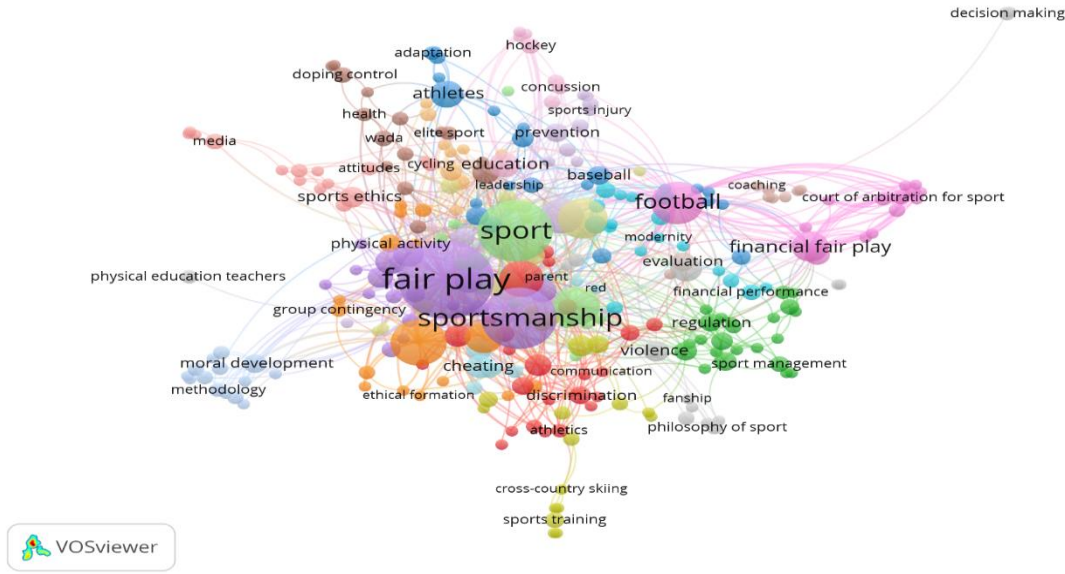 decision making
hockey
adaptation
doping control
concussion
athletes
sports injury
health
elite sport
prevention
wada
media
cycling
education
attitudes
baseball
leadership
coaching
sports ethics
court of arbitration for sport
football
sport
modernity
physical activity
financial fair play
evaluation
physical education teachers
fair play
parent
red
financial performance
group contingency
sportsmanship
regulation
violence
moral development
cheating
sport management
communication
methodology
ethical formation
discrimination
fanship
athletics
philosophy of sport
cross-country skiing
sports training
VOSviewer